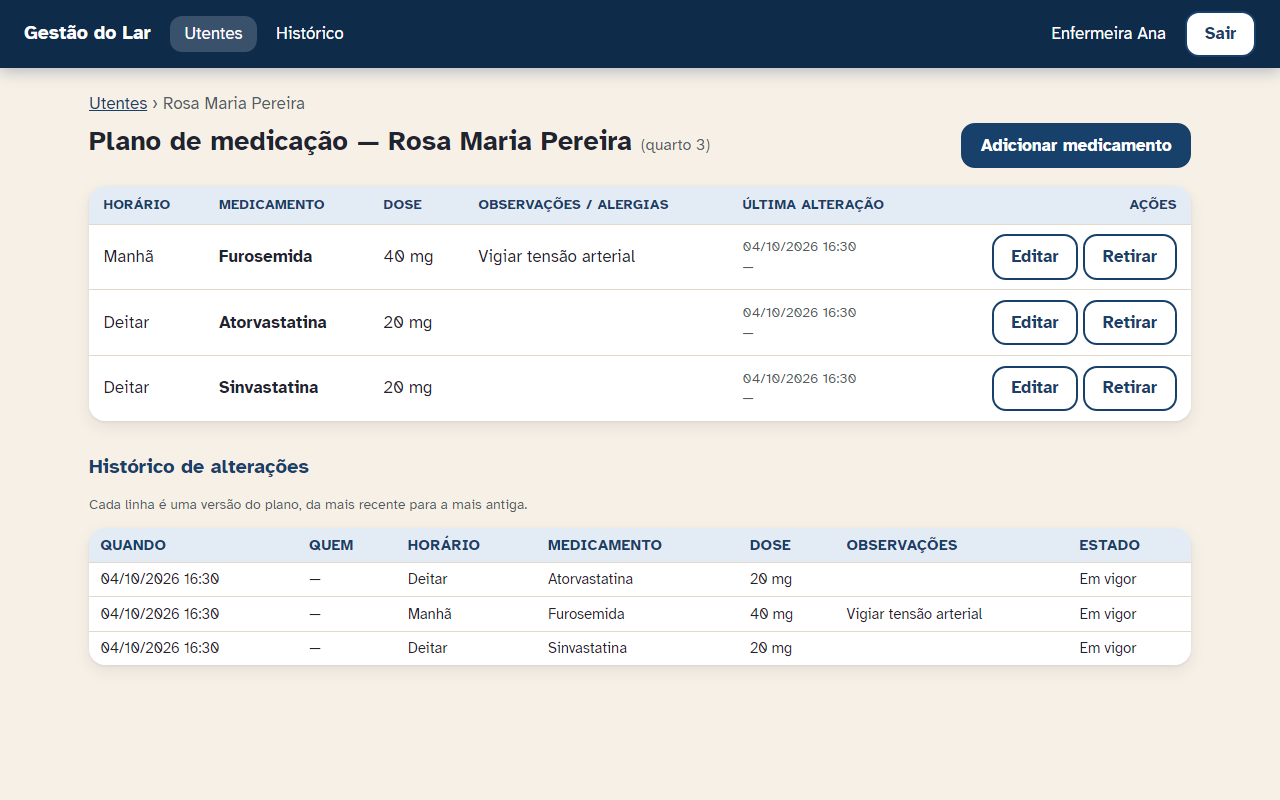 Gestão do Lar Utentes Histórico Enfermeira Ana Sair
Utentes › Rosa Maria Pereira
Plano de medicação — Rosa Maria Pereira (quarto 3) Adicionar medicamento
HORÁRIO MEDICAMENTO DOSE OBSERVAÇÕES / ALERGIAS ÚLTIMA ALTERAÇÃO AÇÕES
Manhã Furosemida 40 mg Vigiar tensão arterial 04/10/2026 16:30 — Editar Retirar
Deitar Atorvastatina 20 mg 04/10/2026 16:30 — Editar Retirar
Deitar Sinvastatina 20 mg 04/10/2026 16:30 — Editar Retirar
Histórico de alterações
Cada linha é uma versão do plano, da mais recente para a mais antiga.
QUANDO QUEM HORÁRIO MEDICAMENTO DOSE OBSERVAÇÕES ESTADO
04/10/2026 16:30 — Deitar Atorvastatina 20 mg Em vigor
04/10/2026 16:30 — Manhã Furosemida 40 mg Vigiar tensão arterial Em vigor
04/10/2026 16:30 — Deitar Sinvastatina 20 mg Em vigor